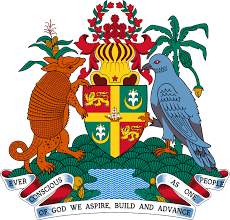 EVER CONSCIOUS OF GOD WE ASPIRE, BUILD AND ADVANCE AS ONE PEOPLE